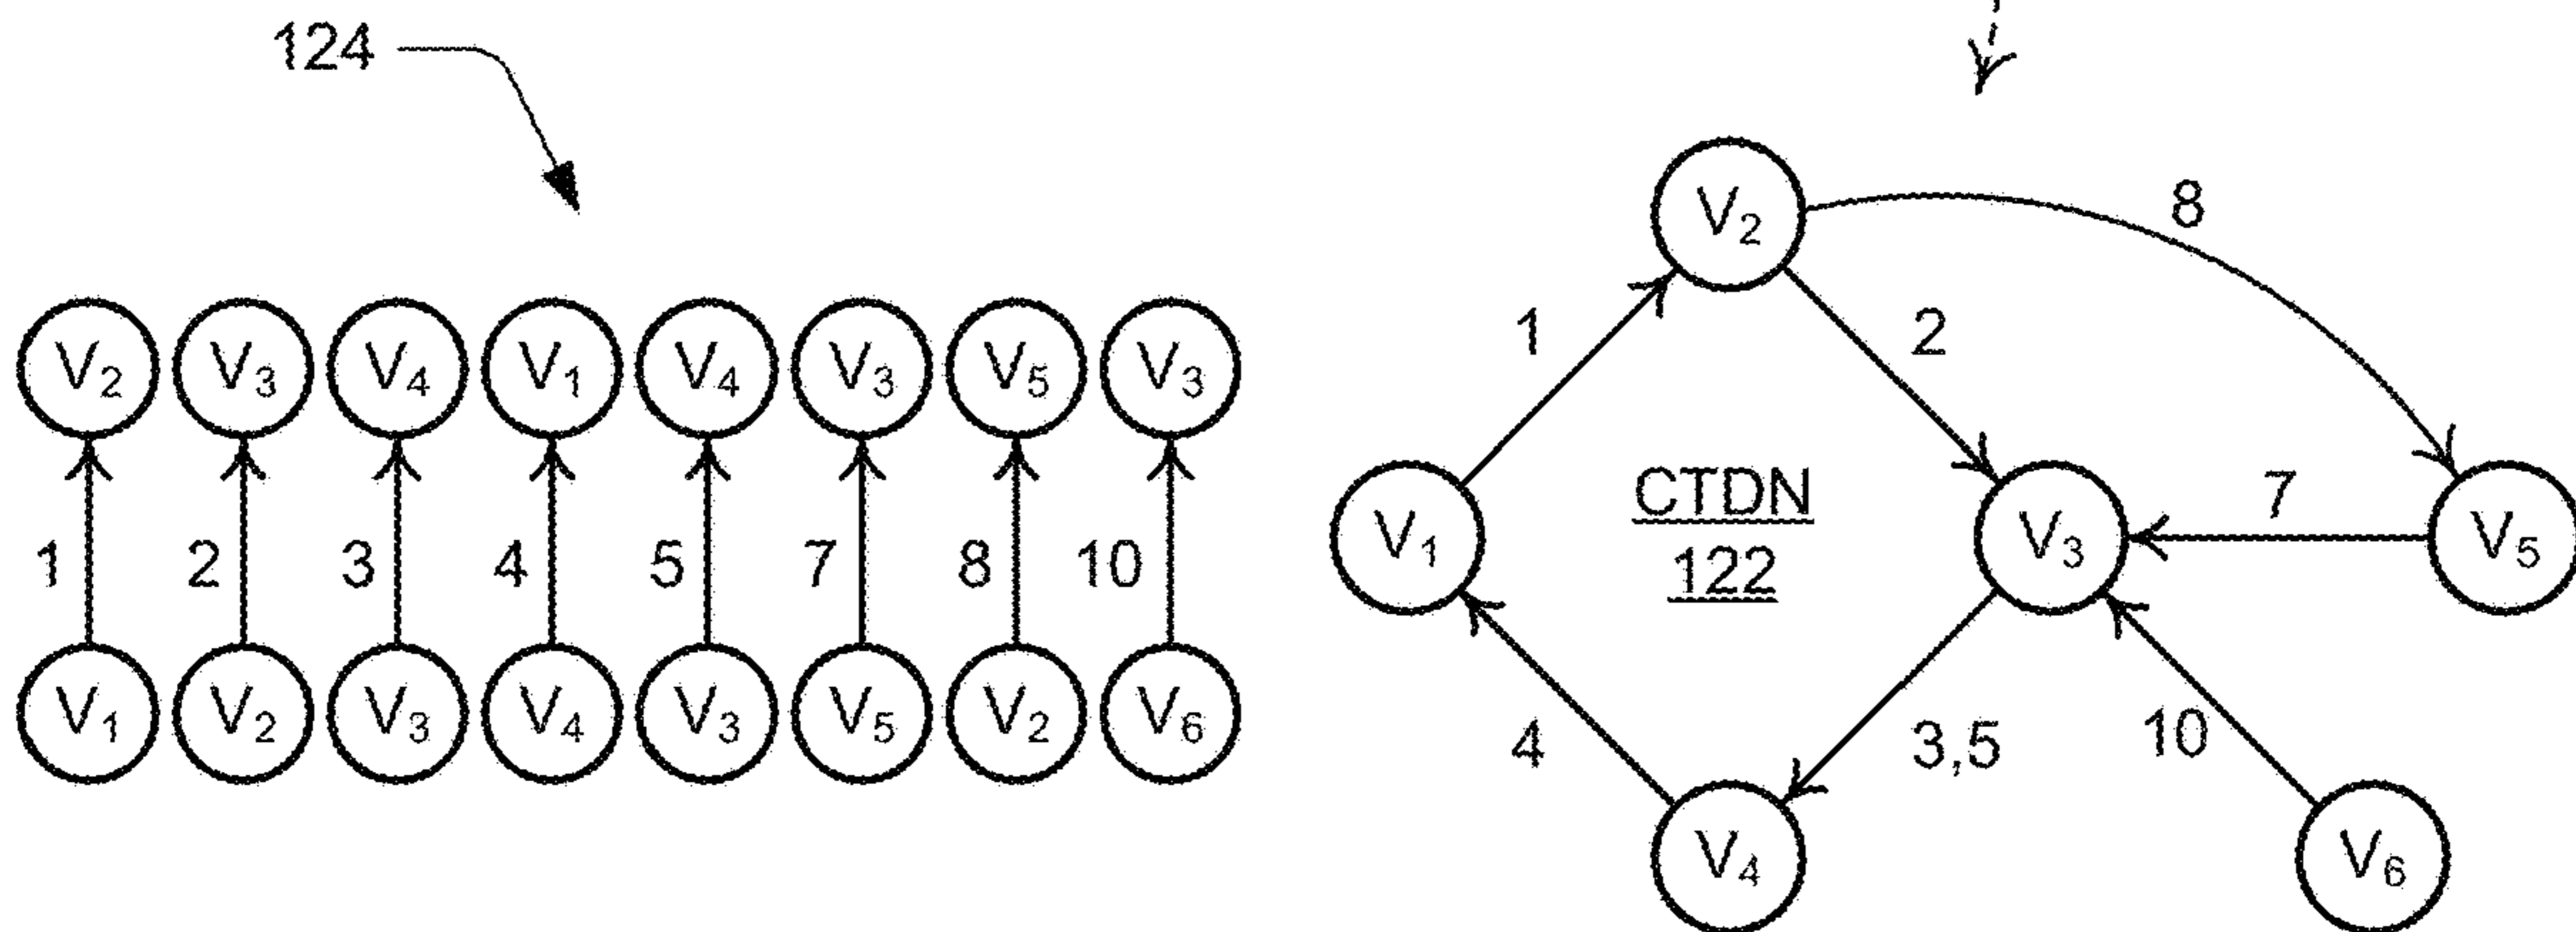 124
V₂ V₃ V₄ V₁ V₄ V₃ V₅ V₃
1 2 3 4 5 7 8 10
V₁ V₂ V₃ V₄ V₃ V₅ V₂ V₆
V₂
8
1
2
V₁
CTDN
122
V₃
7
V₅
4
3,5
10
V₄
V₆